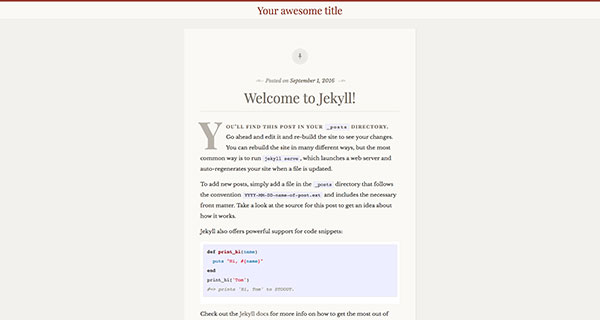 Your awesome title
Posted on September 1, 2016
Welcome to Jekyll!
YOU'LL FIND THIS POST IN YOUR _posts DIRECTORY.
Go ahead and edit it and re-build the site to see your changes.
You can rebuild the site in many different ways, but the most
common way is to run jekyll serve, which launches a web server and
auto-regenerates your site when a file is updated.
To add new posts, simply add a file in the _posts directory that follows
the convention YYYY-MM-DD-name-of-post.ext and includes the necessary
front matter. Take a look at the source for this post to get an idea about
how it works.
Jekyll also offers powerful support for code snippets:
def print_hi(name)
puts "Hi, #{name}"
end
print_hi('Tom')
#=> prints 'Hi, Tom' to STDOUT.
Check out the Jekyll docs for more info on how to get the most out of